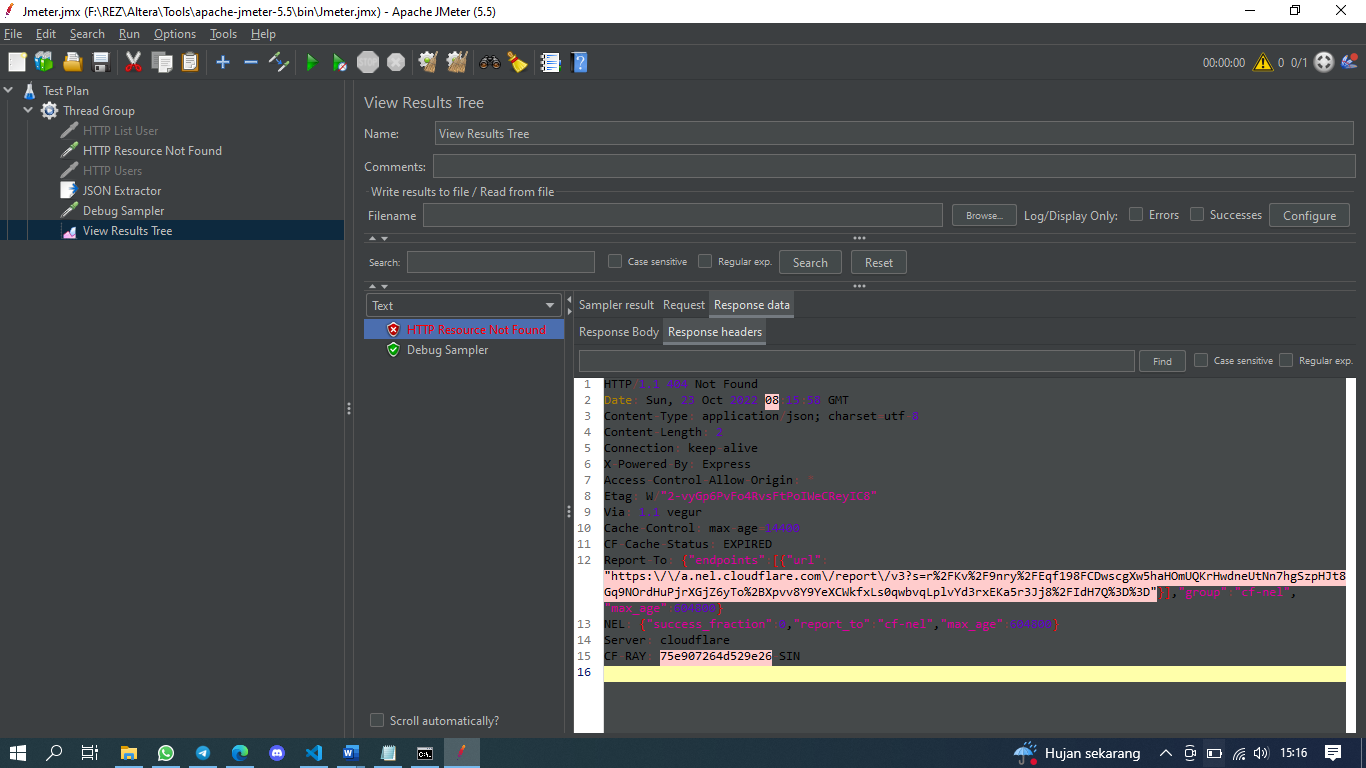 Jmeter.jmx (F:\REZ\Altera\Tools\apache-jmeter-5.5\bin\Jmeter.jmx) - Apache JMeter (5.5)
File Edit Search Run Options Tools Help
00:00:00 0 0/1
Test Plan
Thread Group
HTTP List User
HTTP Resource Not Found
HTTP Users
JSON Extractor
Debug Sampler
View Results Tree
View Results Tree
Name: View Results Tree
Comments:
Write results to file / Read from file
Filename Browse... Log/Display Only: Errors Successes Configure
Search: Case sensitive Regular exp. Search Reset
Text
HTTP Resource Not Found
Debug Sampler
Scroll automatically?
Sampler result Request Response data
Response Body Response headers
Find Case sensitive Regular exp.
1 HTTP 1.1 404 Not Found
2 Date: Sun, 23 Oct 2022 08 15 58 GMT
3 Content Type: application json; charset utf 8
4 Content Length: 2
5 Connection: keep alive
6 X Powered By: Express
7 Access Control Allow Origin: *
8 Etag: W
9 Via: 1.1 vegur
10 Cache Control: max age 14400
11 CF Cache Status: EXPIRED
12 Report To: {"endpoints":[{"url":
"https:\/\/a.nel.cloudflare.com\/report\/v3?s=r%2FKv%2F9nry%2FEqf198FCDwscgXw5haHOmUQKrHwdneUtNn7hgSzpHJt8
Gq9NOrdHuPjrXGjZ6yTo%2BXpvv8Y9YeXCWkfxLs0qwbvqLplvYd3rxEKa5r3Jj8%2FIdH7Q%3D%3D"}],"group":"cf-nel",
"max_age":604800}
13 NEL: {"success_fraction":0,"report_to":"cf-nel","max_age":604800}
14 Server: cloudflare
15 CF RAY: 75e907264d529e26 SIN
16
Hujan sekarang 15:16